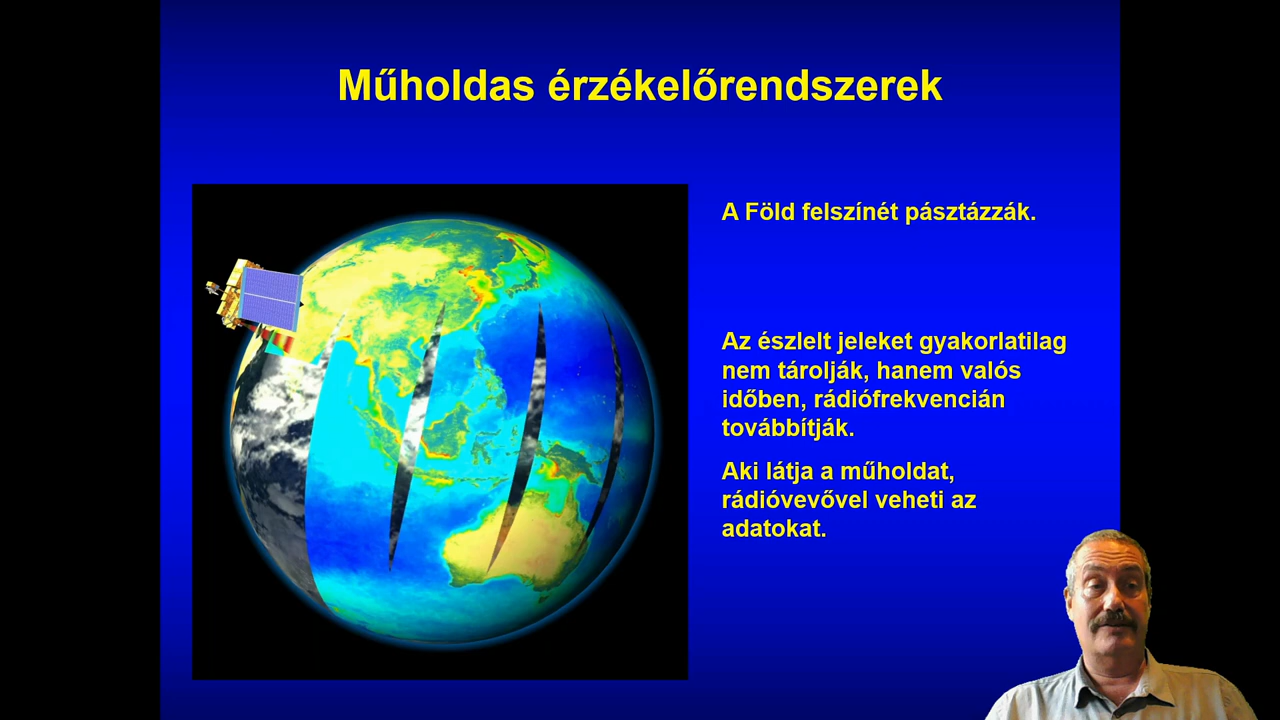 Műholdas érzékelőrendszerek
A Föld felszínét pásztázzák.
Az észlelt jeleket gyakorlatilag
nem tárolják, hanem valós
időben, rádiófrekvencián
továbbítják.
Aki látja a műholdat,
rádióvevővel veheti az
adatokat.